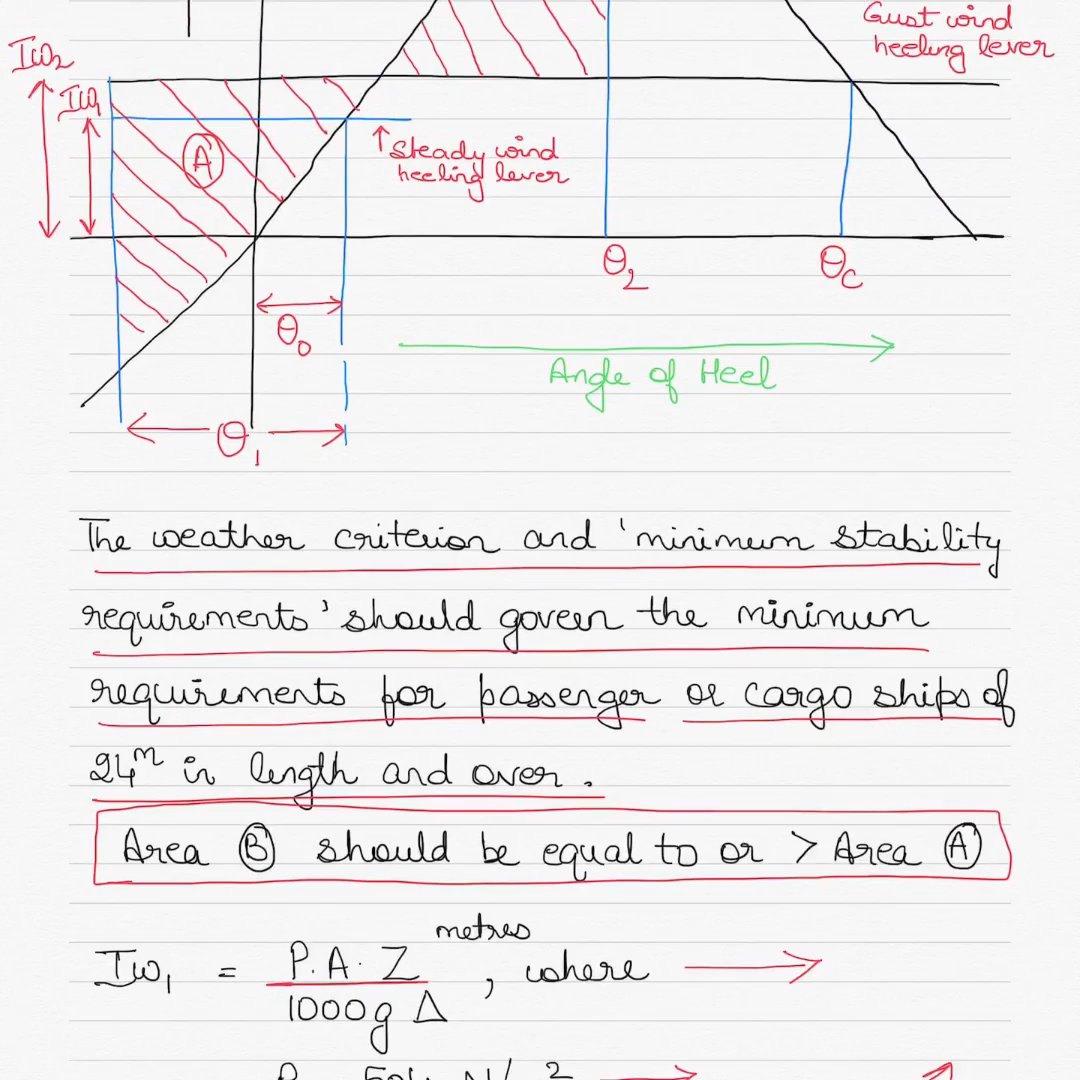 Gust wind
heeling lever
Iw₂
Iw₁
A
Steady wind
heeling lever
θ₂
θc
θ₀
Angle of Heel
θ₁
The weather criterion and 'minimum stability
requirements' should govern the minimum
requirements for passenger or cargo ships of
24ᵐ in length and over.
Area B should be equal to or > Area A
metres
Iw₁ = P.A.Z / 1000g Δ , where